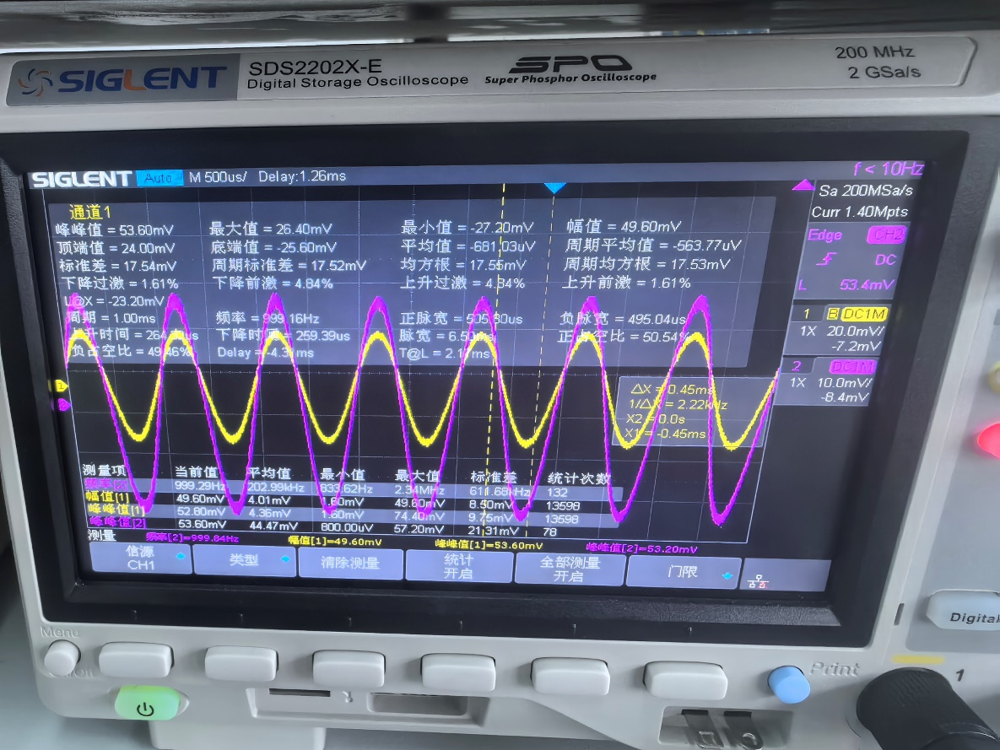 SIGLENT
SDS2202X-E
Digital Storage Oscilloscope
SPO
Super Phosphor Oscilloscope
200 MHz
2 GSa/s
SIGLENT Auto M 500us/ Delay:1.26ms f < 10Hz
Sa 200MSa/s
Curr 1.40Mpts
Edge CH2
DC
L 53.4mV
1 B DC1M
1X 20.0mV/
-7.2mV
2 DC1M
1X 10.0mV/
-8.4mV
通道1
峰峰值 = 53.60mV 最大值 = 26.40mV 最小值 = -27.20mV 幅值 = 49.60mV
顶端值 = 24.00mV 底端值 = -25.60mV 平均值 = -681.03uV 周期平均值 = -563.77uV
标准差 = 17.54mV 周期标准差 = 17.52mV 均方根 = 17.55mV 周期均方根 = 17.53mV
下降过激 = 1.61% 下降前激 = 4.84% 上升过激 = 4.84% 上升前激 = 1.61%
L@X = -23.20mV
周期 = 1.00ms 频率 = 999.16Hz 正脉宽 = 505.80us 负脉宽 = 495.04us
上升时间 = 下降时间 = 259.39us 脉宽 = 正占空比 = 50.54%
负占空比 = 49.46% Delay = T@L =
ΔX = 0.45ms
1/ΔX = 2.22kHz
X2 = 0.0s
X1 = -0.45ms
测量项 当前值 平均值 最小值 最大值 标准差 统计次数
频率[2] 999.29Hz 202.99kHz 833.62Hz 2.34MHz 611.68kHz 132
幅值[1] 49.60mV 4.01mV 1.60mV 49.60mV 8.50mV 13598
峰峰值[1] 52.80mV 4.36mV 1.60mV 74.40mV 9.75mV 13598
峰峰值[2] 53.60mV 44.47mV 800.00uV 57.20mV 21.31mV 78
测量 频率[2]=999.84Hz 幅值[1]=49.60mV 峰峰值[1]=53.60mV 峰峰值[2]=53.20mV
信源
CH1
类型
清除测量
统计
开启
全部测量
开启
门限
Menu
Print
Digital
1